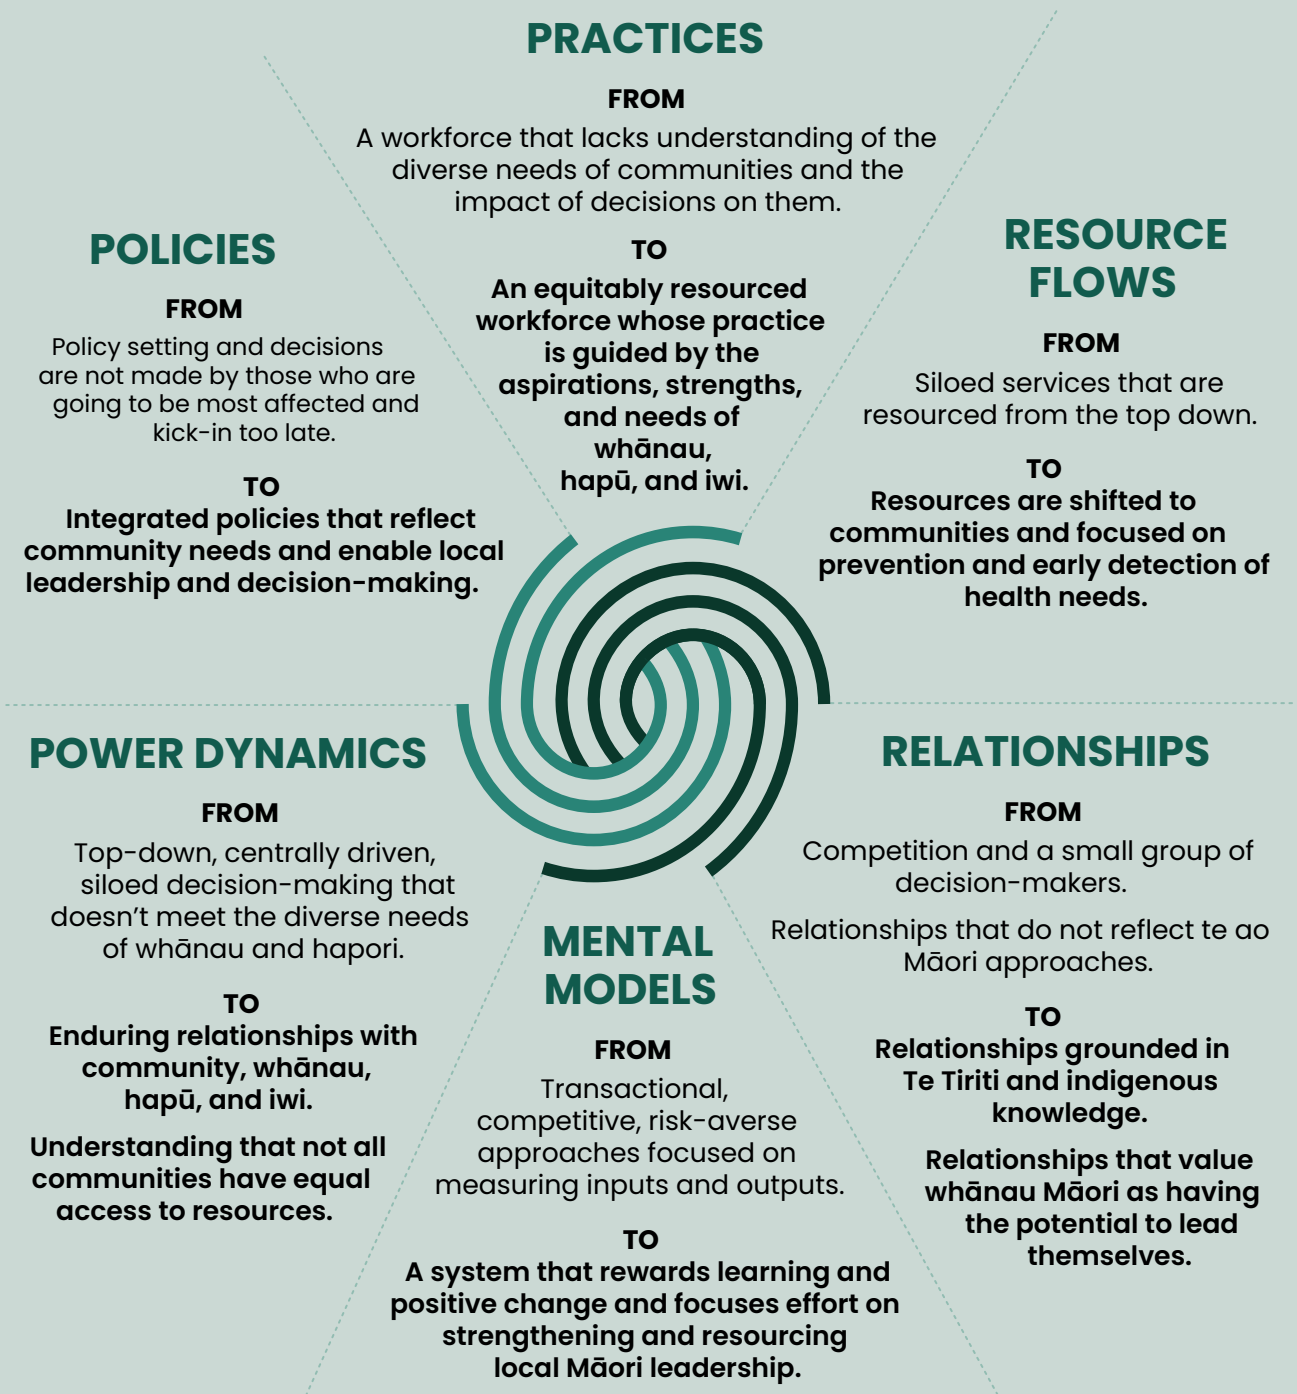 PRACTICES
FROM
A workforce that lacks understanding of the
diverse needs of communities and the
impact of decisions on them.
TO
An equitably resourced
workforce whose practice
is guided by the
aspirations, strengths,
and needs of
whānau,
hapū, and iwi.
POLICIES
FROM
Policy setting and decisions
are not made by those who are
going to be most affected and
kick-in too late.
TO
Integrated policies that reflect
community needs and enable local
leadership and decision-making.
RESOURCE
FLOWS
FROM
Siloed services that are
resourced from the top down.
TO
Resources are shifted to
communities and focused on
prevention and early detection of
health needs.
POWER DYNAMICS
FROM
Top-down, centrally driven,
siloed decision-making that
doesn’t meet the diverse needs
of whānau and hapori.
TO
Enduring relationships with
community, whānau,
hapū, and iwi.
Understanding that not all
communities have equal
access to resources.
MENTAL
MODELS
FROM
Transactional,
competitive, risk-averse
approaches focused on
measuring inputs and outputs.
TO
A system that rewards learning and
positive change and focuses effort on
strengthening and resourcing
local Māori leadership.
RELATIONSHIPS
FROM
Competition and a small group of
decision-makers.
Relationships that do not reflect te ao
Māori approaches.
TO
Relationships grounded in
Te Tiriti and indigenous
knowledge.
Relationships that value
whānau Māori as having
the potential to lead
themselves.